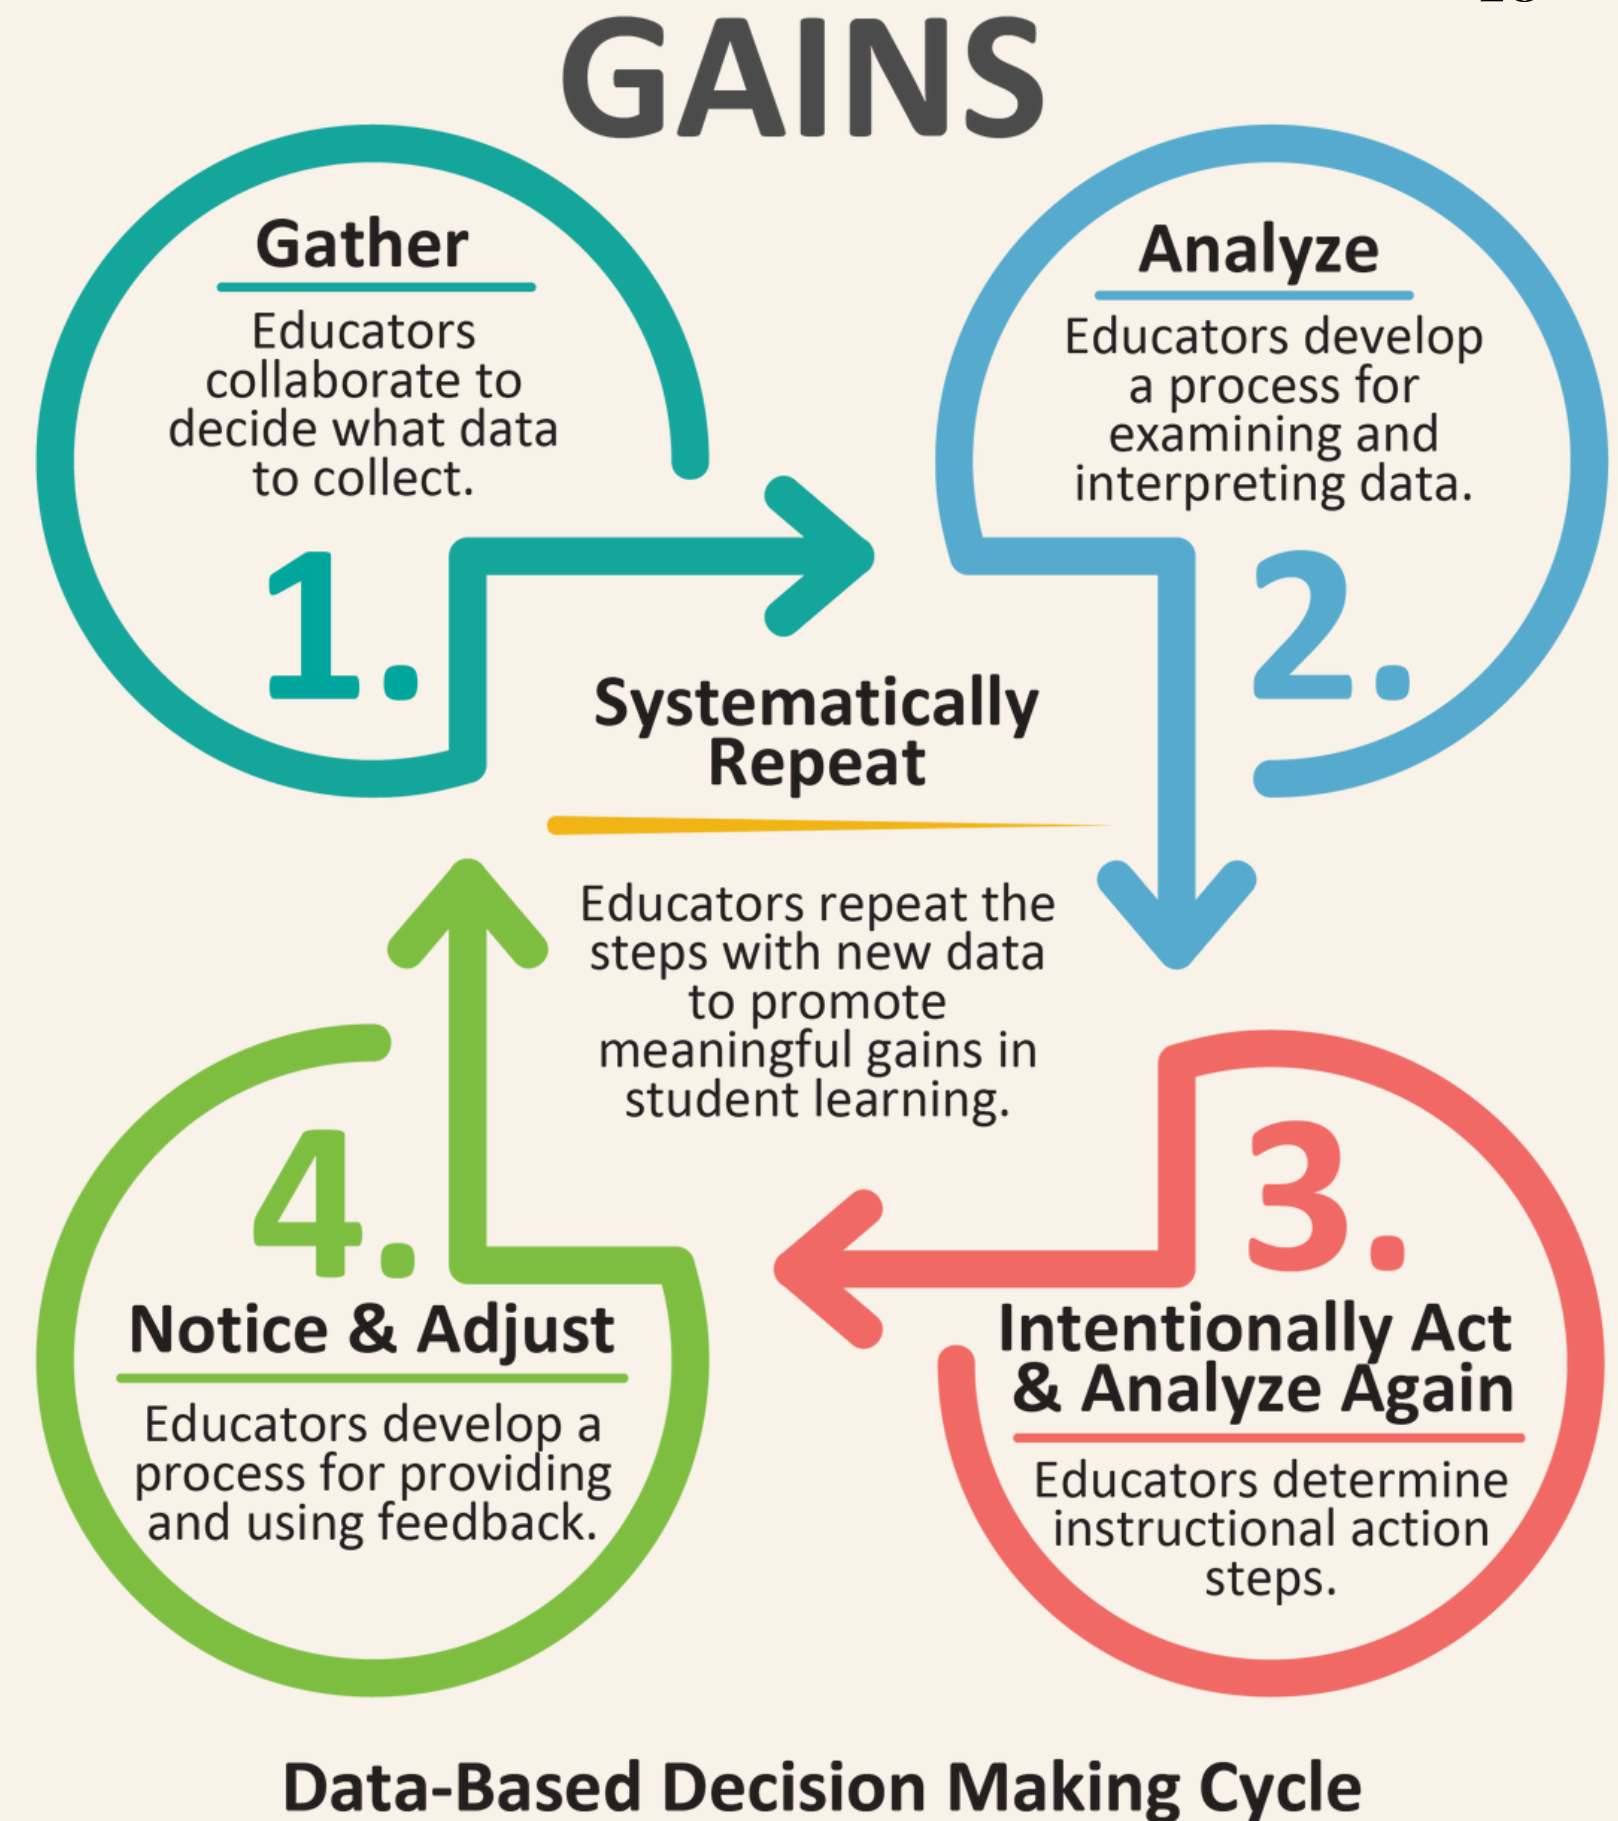 GAINS
Gather
Educators
collaborate to
decide what data
to collect.
1.
Analyze
Educators develop
a process for
examining and
interpreting data.
2.
Systematically
Repeat
Educators repeat the
steps with new data
to promote
meaningful gains in
student learning.
3.
Intentionally Act
& Analyze Again
Educators determine
instructional action
steps.
4.
Notice & Adjust
Educators develop a
process for providing
and using feedback.
Data-Based Decision Making Cycle